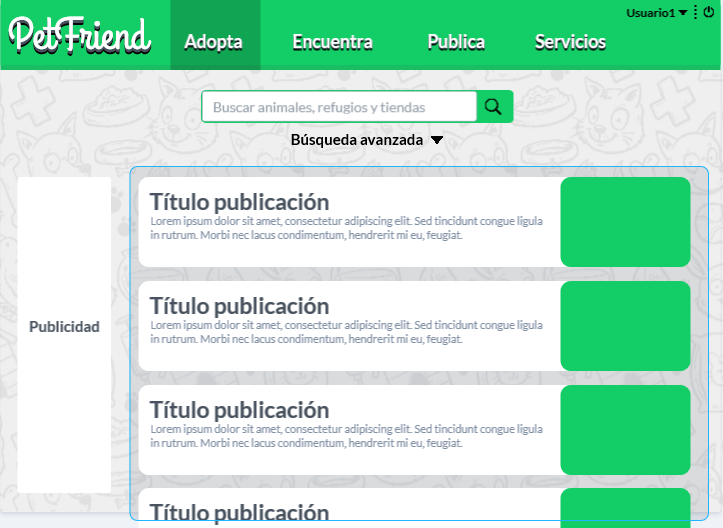 PetFriend
Usuario1
Adopta Encuentra Publica Servicios
Buscar animales, refugios y tiendas
Búsqueda avanzada
Publicidad
Título publicación
Lorem ipsum dolor sit amet, consectetur adipiscing elit. Sed tincidunt congue ligula
in rutrum. Morbi nec lacus condimentum, hendrerit mi eu, feugiat.
Título publicación
Lorem ipsum dolor sit amet, consectetur adipiscing elit. Sed tincidunt congue ligula
in rutrum. Morbi nec lacus condimentum, hendrerit mi eu, feugiat.
Título publicación
Lorem ipsum dolor sit amet, consectetur adipiscing elit. Sed tincidunt congue ligula
in rutrum. Morbi nec lacus condimentum, hendrerit mi eu, feugiat.
Título publicación